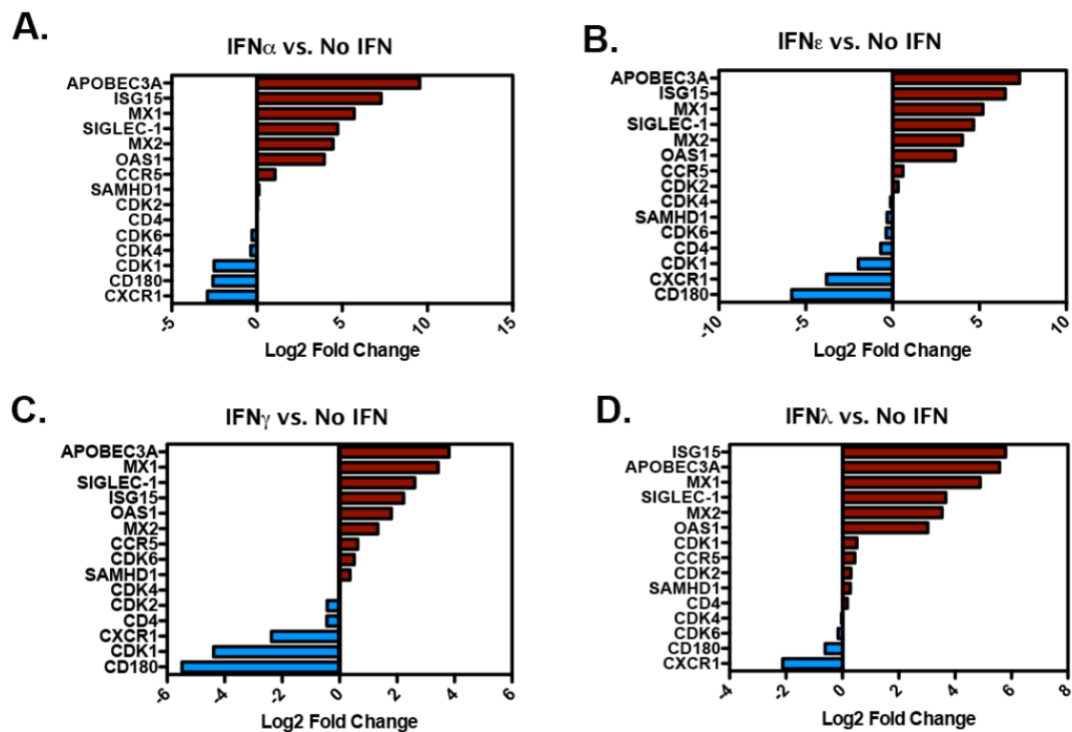 A.
IFNα vs. No IFN
APOBEC3A
ISG15
MX1
SIGLEC-1
MX2
OAS1
CCR5
SAMHD1
CDK2
CD4
CDK6
CDK4
CDK1
CD180
CXCR1
-5
0
5
10
15
Log2 Fold Change
B.
IFNε vs. No IFN
APOBEC3A
ISG15
MX1
SIGLEC-1
MX2
OAS1
CCR5
CDK2
CDK4
SAMHD1
CDK6
CD4
CDK1
CXCR1
CD180
-10
-5
0
5
10
Log2 Fold Change
C.
IFNγ vs. No IFN
APOBEC3A
MX1
SIGLEC-1
ISG15
OAS1
MX2
CCR5
CDK6
SAMHD1
CDK4
CDK2
CD4
CXCR1
CDK1
CD180
-6
-4
-2
0
2
4
6
Log2 Fold Change
D.
IFNλ vs. No IFN
ISG15
APOBEC3A
MX1
SIGLEC-1
MX2
OAS1
CDK1
CCR5
CDK2
SAMHD1
CD4
CDK4
CDK6
CD180
CXCR1
-4
-2
0
2
4
6
8
Log2 Fold Change